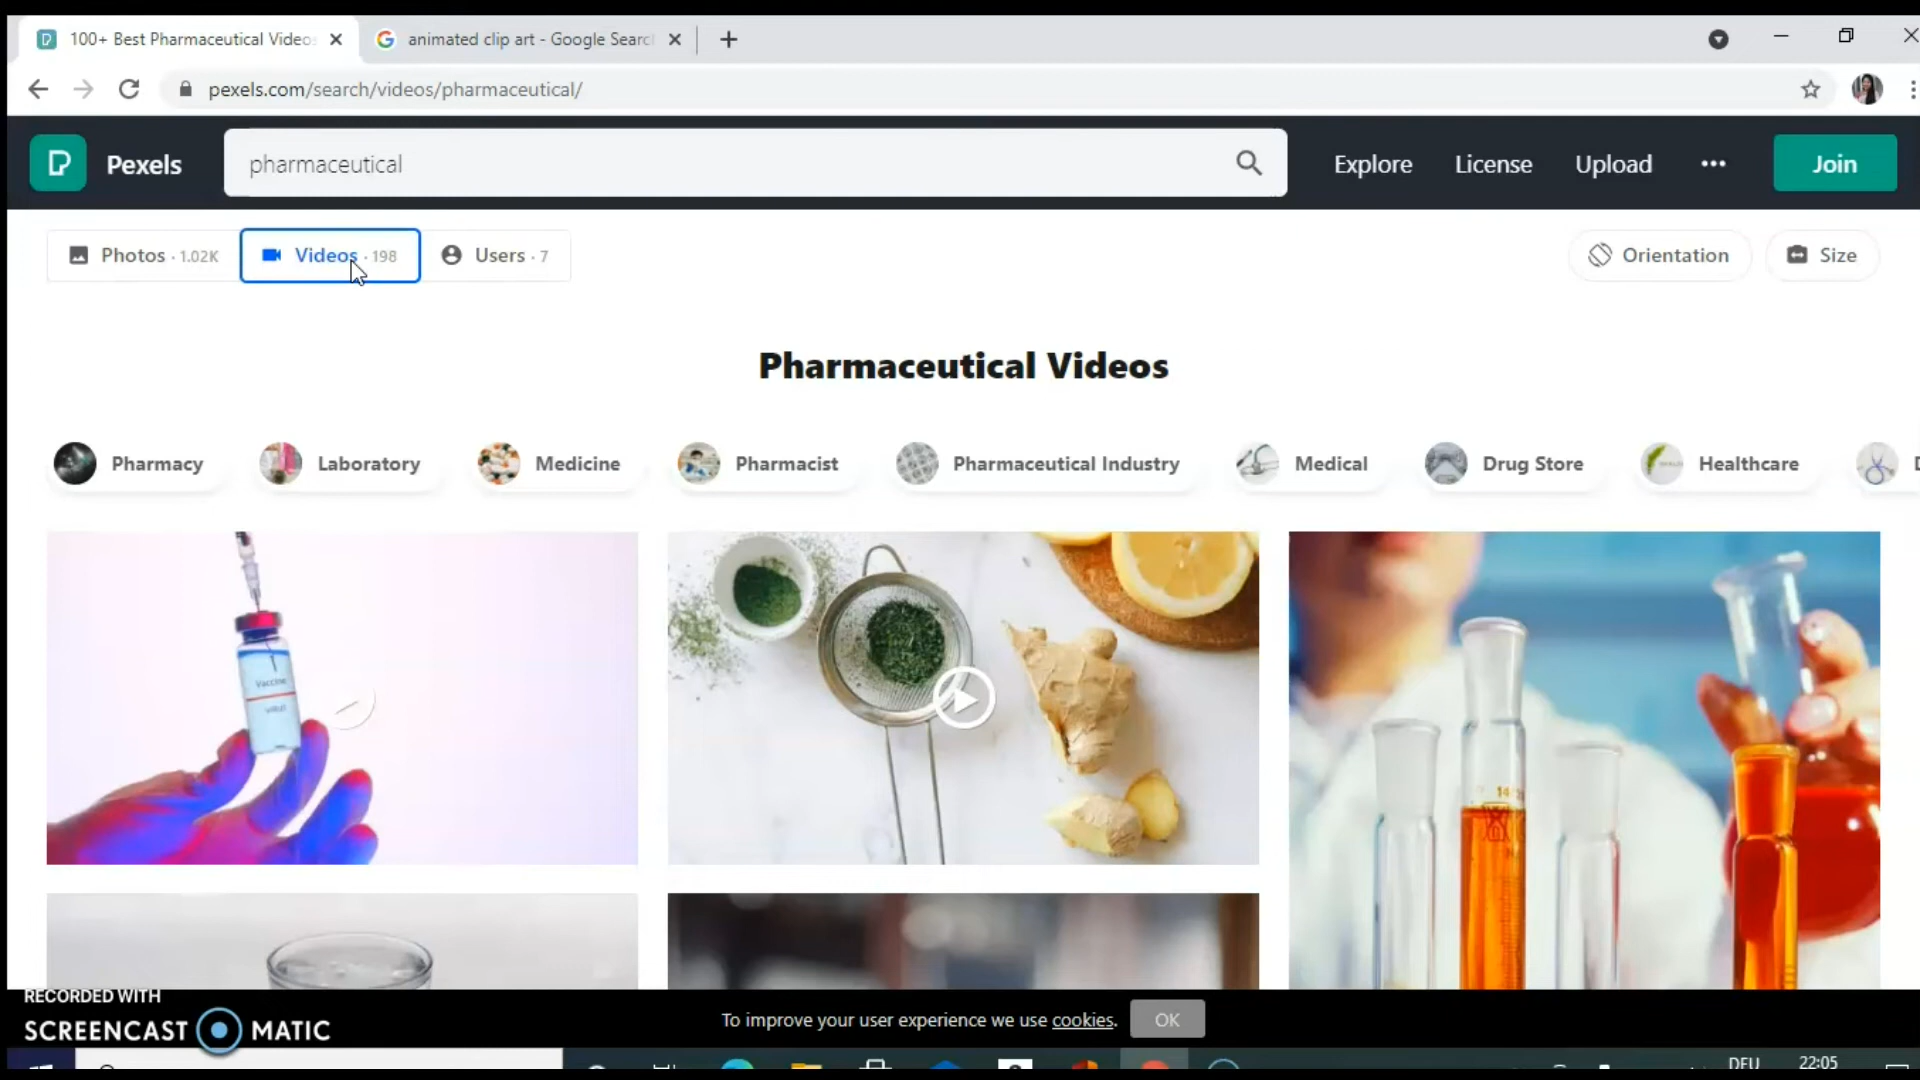 100+ Best Pharmaceutical Videos
animated clip art - Google Searc
pexels.com/search/videos/pharmaceutical/
Pexels
pharmaceutical
Explore
License
Upload
Join
Photos · 1.02K
Videos · 198
Users · 7
Orientation
Size
Pharmaceutical Videos
Pharmacy
Laboratory
Medicine
Pharmacist
Pharmaceutical Industry
Medical
Drug Store
Healthcare
Vaccine
RECORDED WITH
SCREENCAST MATIC
To improve your user experience we use cookies.
OK
DEU
22:05